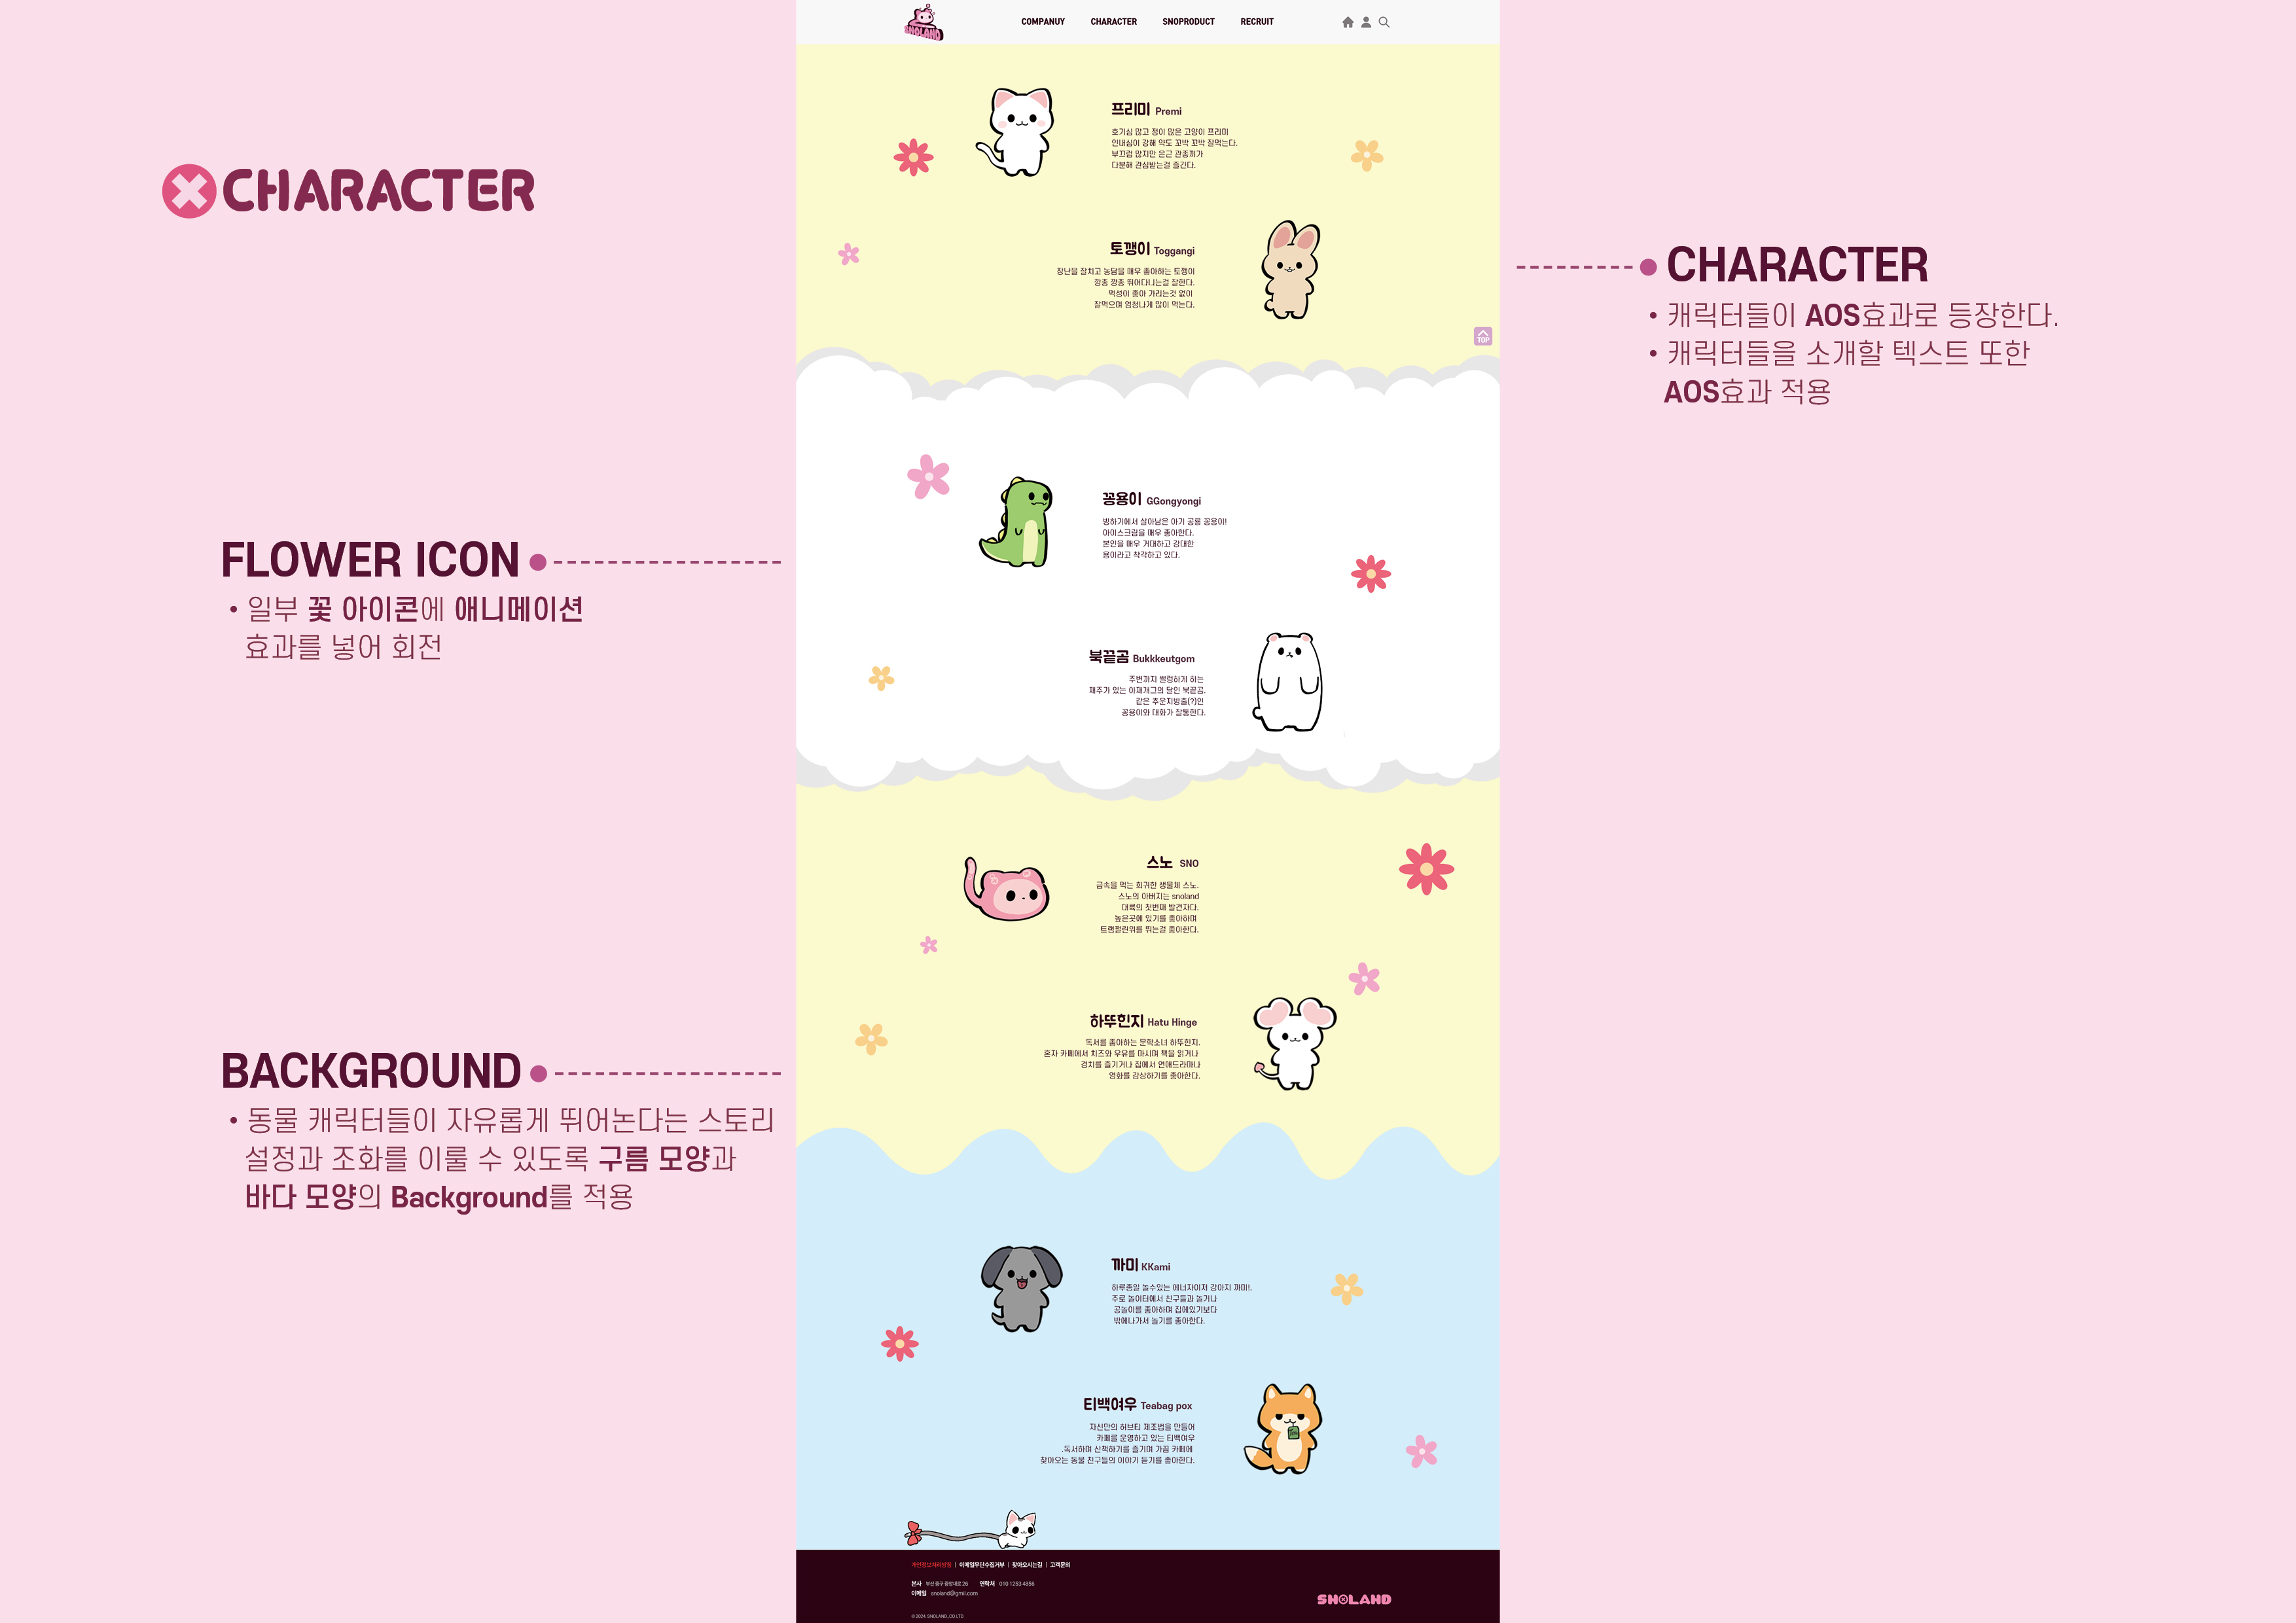 SNOLAND
COMPANUY CHARACTER SNOPRODUCT RECRUIT
CHARACTER
프리미 Premi
호기심 많고 정이 많은 고양이 프리미
인내심이 강해 약도 꼬박 꼬박 잘먹는다.
부끄럼 많지만 은근 관종끼가
다분해 관심받는걸 즐긴다.
토깽이 Toggangi
장난을 잘치고 농담을 매우 좋아하는 토깽이
깡총 깡총 뛰어다니는걸 잘한다.
먹성이 좋아 가리는것 없이
잘먹으며 엄청나게 많이 먹는다.
TOP
CHARACTER
• 캐릭터들이 AOS효과로 등장한다.
• 캐릭터들을 소개할 텍스트 또한
AOS효과 적용
꽁용이 GGongyongi
빙하기에서 살아남은 아기 공룡 꽁용이!
아이스크림을 매우 좋아한다.
본인을 매우 거대하고 강대한
용이라고 착각하고 있다.
FLOWER ICON
• 일부 꽃 아이콘에 애니메이션
효과를 넣어 회전
북끝곰 Bukkkeutgom
주변까지 썰렁하게 하는
재주가 있는 아재개그의 달인 북끝곰.
같은 추운지방출(?)인
꽁용이와 대화가 잘통한다.
스노 SNO
금속을 먹는 희귀한 생물체 스노.
스노의 아버지는 snoland
대륙의 첫번째 발견자다.
높은곳에 있기를 좋아하며
트램펄린위를 뛰는걸 좋아한다.
하뚜힌지 Hatu Hinge
독서를 좋아하는 문학소녀 하뚜힌지.
혼자 카페에서 치즈와 우유를 마시며 책을 읽거나
경치를 즐기거나 집에서 연애드라마나
영화를 감상하기를 좋아한다.
BACKGROUND
• 동물 캐릭터들이 자유롭게 뛰어논다는 스토리
설정과 조화를 이룰 수 있도록 구름 모양과
바다 모양의 Background를 적용
까미 KKami
하루종일 놀수있는 에너자이저 강아지 까미!.
주로 놀이터에서 친구들과 놀거나
공놀이를 좋아하며 집에있기보다
밖에나가서 놀기를 좋아한다.
티백여우 Teabag pox
자신만의 허브티 제조법을 만들어
카페를 운영하고 있는 티백여우
.독서하며 산책하기를 즐기며 가끔 카페에
찾아오는 동물 친구들의 이야기 듣기를 좋아한다.
개인정보처리방침 | 이메일무단수집거부 | 찾아오시는길 | 고객문의
본사 부산 중구 중앙대로 26 연락처 010 1253 4856
이메일 snoland@gmil.com
SNOLAND
© 2024. SNOLAND.,CO LTD